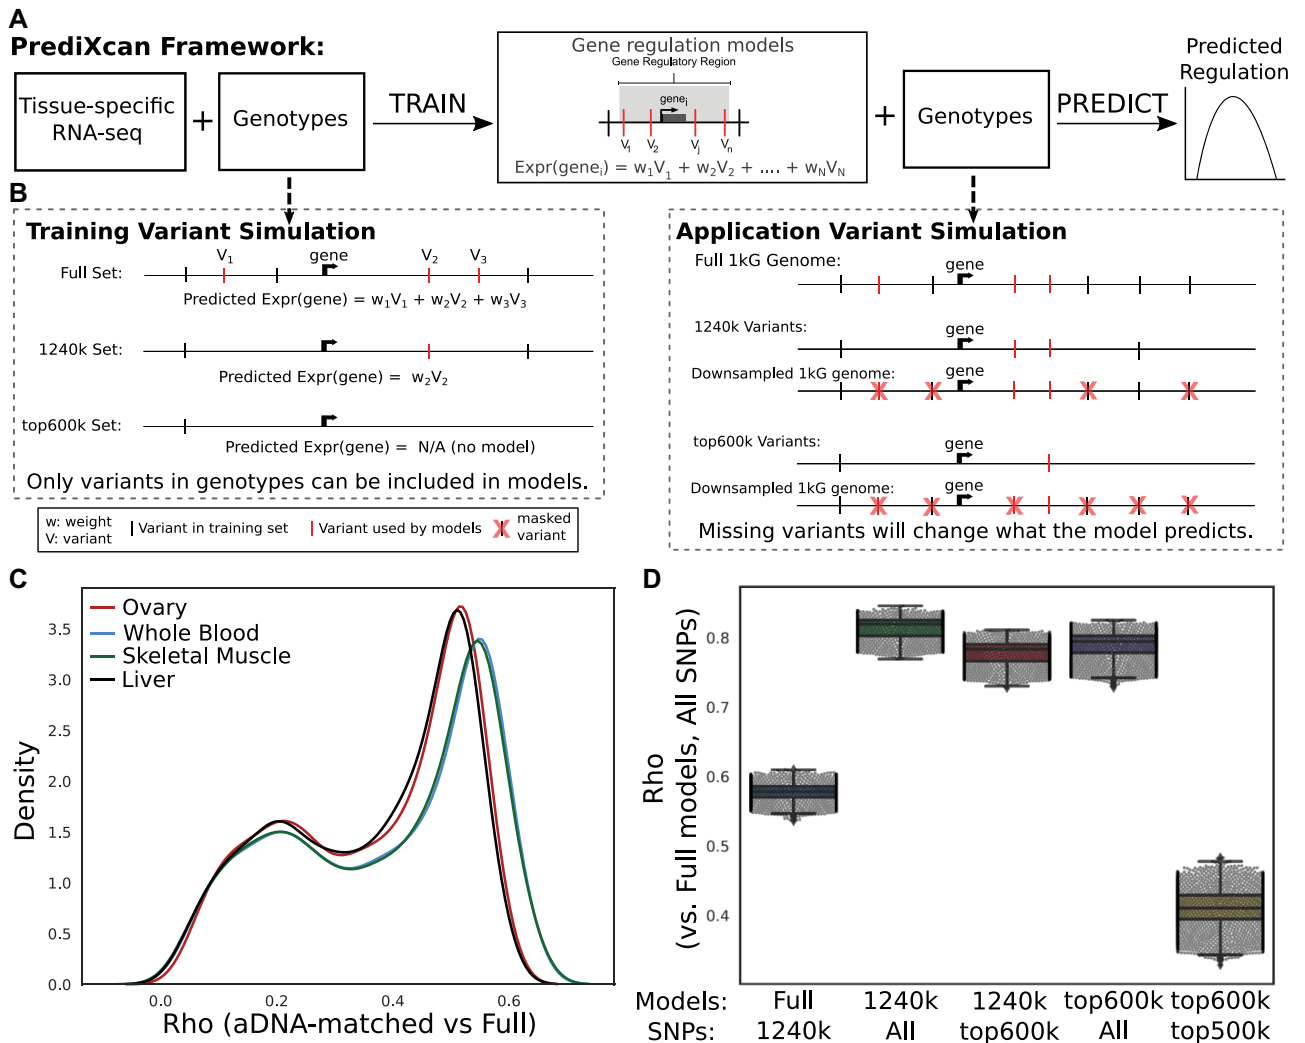 A
PrediXcan Framework:
Tissue-specific
RNA-seq
+
Genotypes
TRAIN
Gene regulation models
Gene Regulatory Region
geneᵢ
V₁ V₂ Vⱼ Vₙ
Expr(geneᵢ) = w₁V₁ + w₂V₂ + .... + w_NV_N
+
Genotypes
PREDICT
Predicted
Regulation
B
Training Variant Simulation
V₁ gene V₂ V₃
Full Set:
Predicted Expr(gene) = w₁V₁ + w₂V₂ + w₃V₃
1240k Set:
Predicted Expr(gene) = w₂V₂
top600k Set:
Predicted Expr(gene) = N/A (no model)
Only variants in genotypes can be included in models.
w: weight
V: variant
Variant in training set
Variant used by models
X masked
variant
Application Variant Simulation
Full 1kG Genome:
gene
1240k Variants:
gene
Downsampled 1kG genome:
gene
top600k Variants:
gene
Downsampled 1kG genome:
gene
Missing variants will change what the model predicts.
C
Ovary
Whole Blood
Skeletal Muscle
Liver
Density
3.5
3.0
2.5
2.0
1.5
1.0
0.5
0.0
0.0 0.2 0.4 0.6
Rho (aDNA-matched vs Full)
D
Rho
(vs. Full models, All SNPs)
0.8
0.7
0.6
0.5
0.4
Models: Full 1240k 1240k top600k top600k
SNPs: 1240k All top600k All top500k